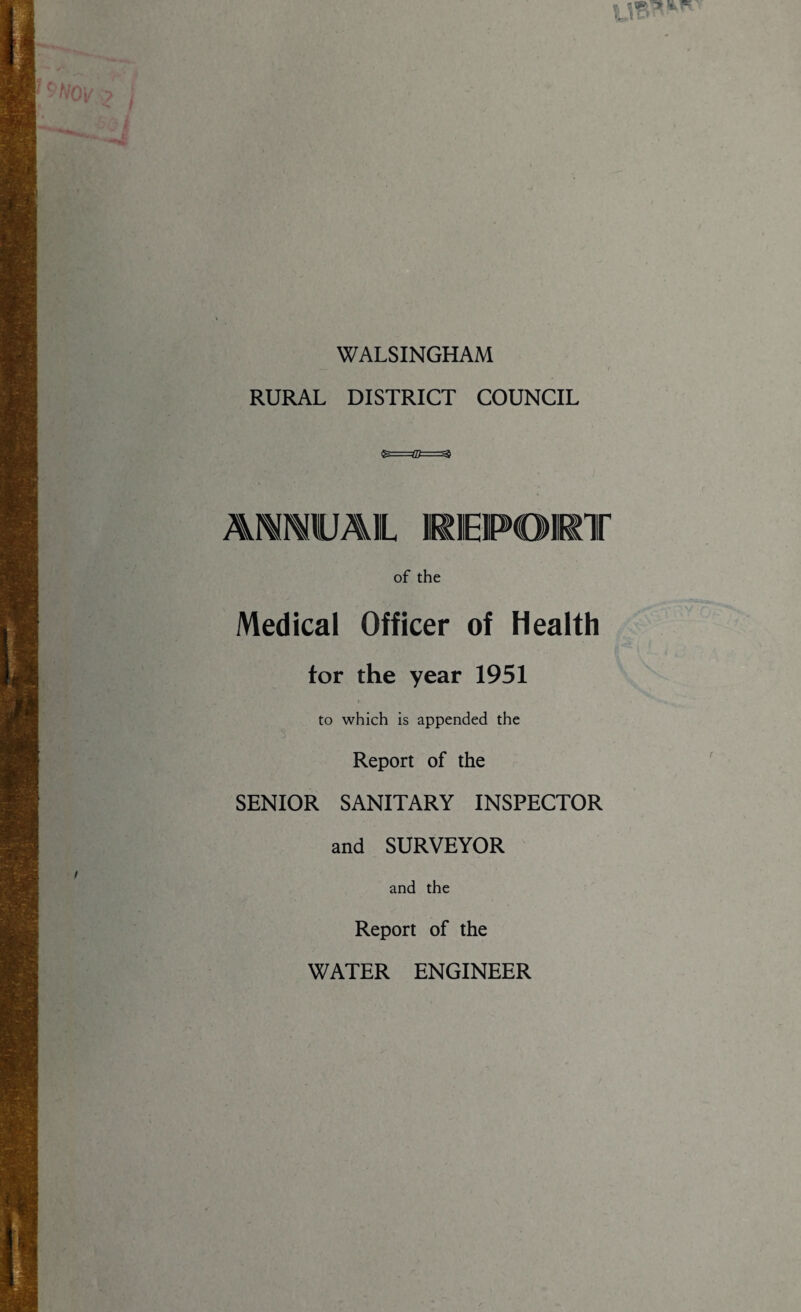 WALSINGHAM
RURAL DISTRICT COUNCIL
ANNUAL REPORT
of the
Medical Officer of Health
for the year 1951
to which is appended the
Report of the
SENIOR SANITARY INSPECTOR
and SURVEYOR
and the
Report of the
WATER ENGINEER